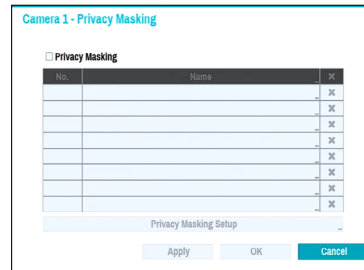 Camera 1 - Privacy Masking
Privacy Masking
No. Name
Privacy Masking Setup
Apply OK Cancel